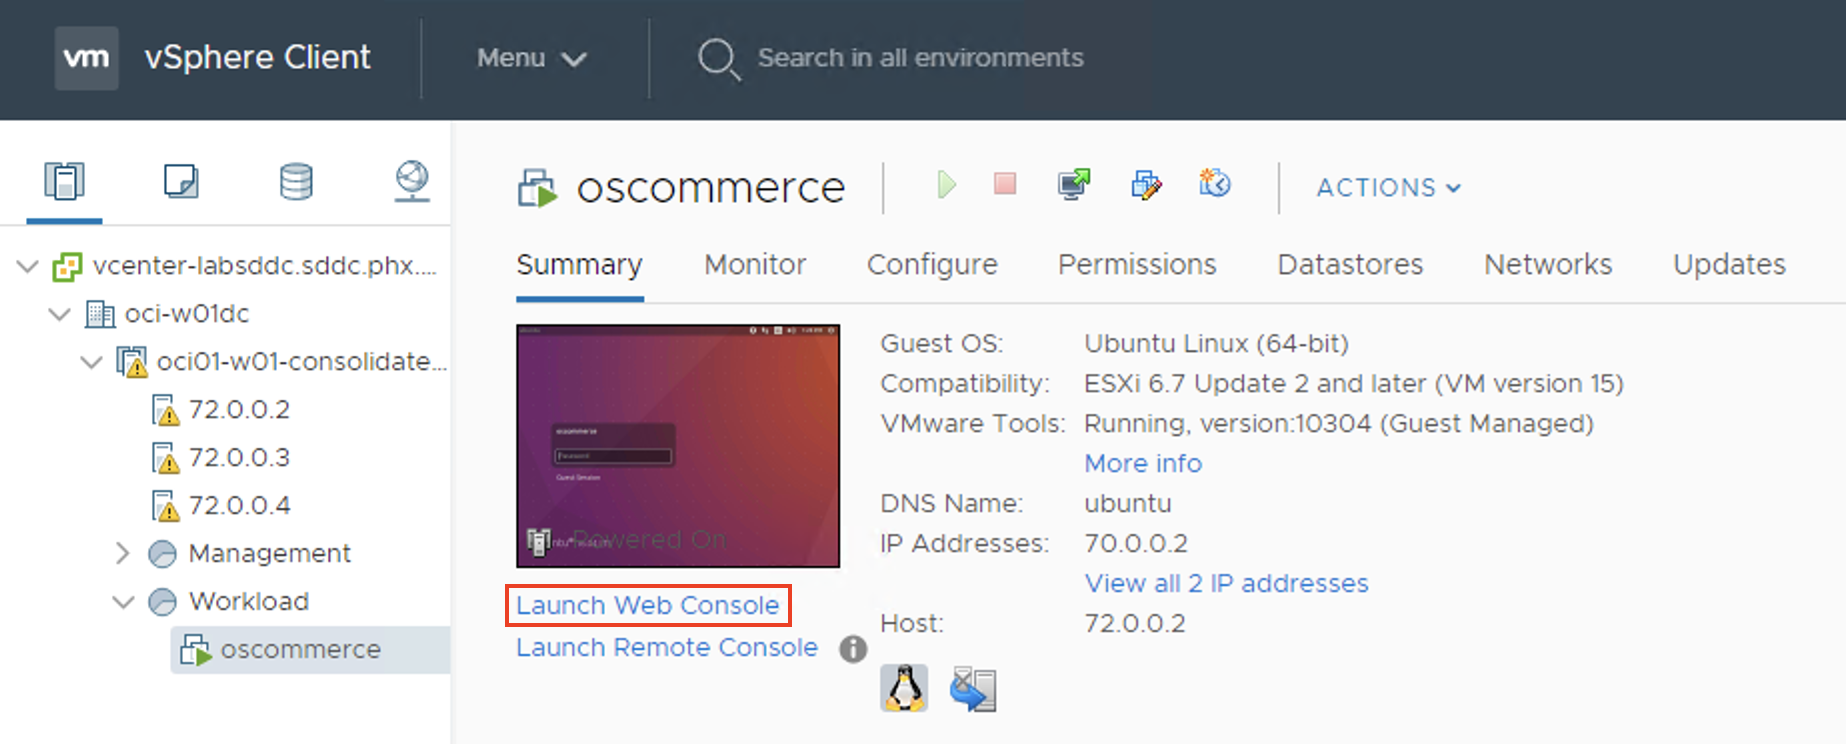 vm vSphere Client Menu Search in all environments
vcenter-labsddc.sddc.phx....
oci-w01dc
oci01-w01-consolidate...
72.0.0.2
72.0.0.3
72.0.0.4
Management
Workload
oscommerce
oscommerce ACTIONS
Summary Monitor Configure Permissions Datastores Networks Updates
oscommerce
Password
Guest Session
Powered On
Launch Web Console
Launch Remote Console
Guest OS: Ubuntu Linux (64-bit)
Compatibility: ESXi 6.7 Update 2 and later (VM version 15)
VMware Tools: Running, version:10304 (Guest Managed)
More info
DNS Name: ubuntu
IP Addresses: 70.0.0.2
View all 2 IP addresses
Host: 72.0.0.2